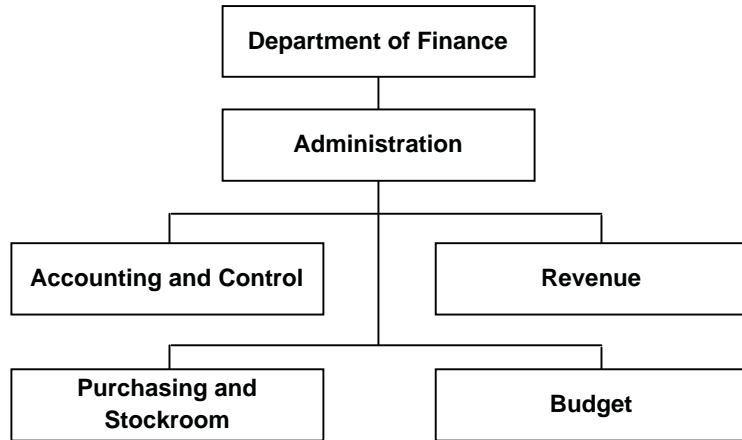 Department of Finance
Administration
Accounting and Control
Revenue
Purchasing and
Stockroom
Budget